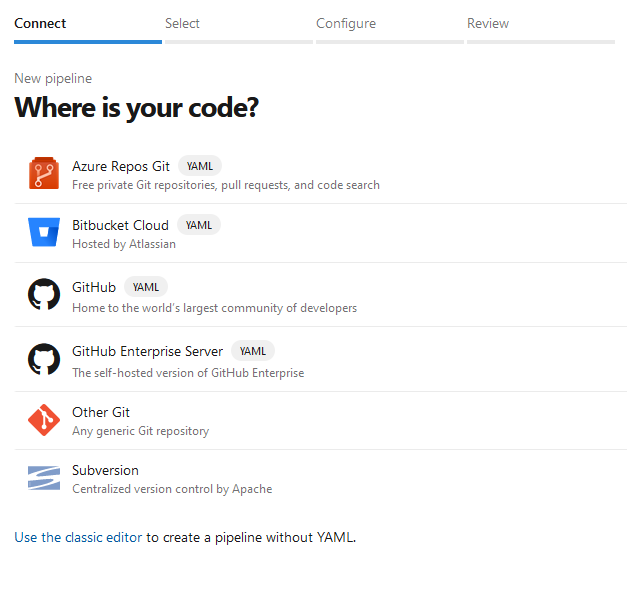 Connect Select Configure Review
New pipeline
Where is your code?
Azure Repos Git YAML
Free private Git repositories, pull requests, and code search
Bitbucket Cloud YAML
Hosted by Atlassian
GitHub YAML
Home to the world's largest community of developers
GitHub Enterprise Server YAML
The self-hosted version of GitHub Enterprise
Other Git
Any generic Git repository
Subversion
Centralized version control by Apache
Use the classic editor to create a pipeline without YAML.